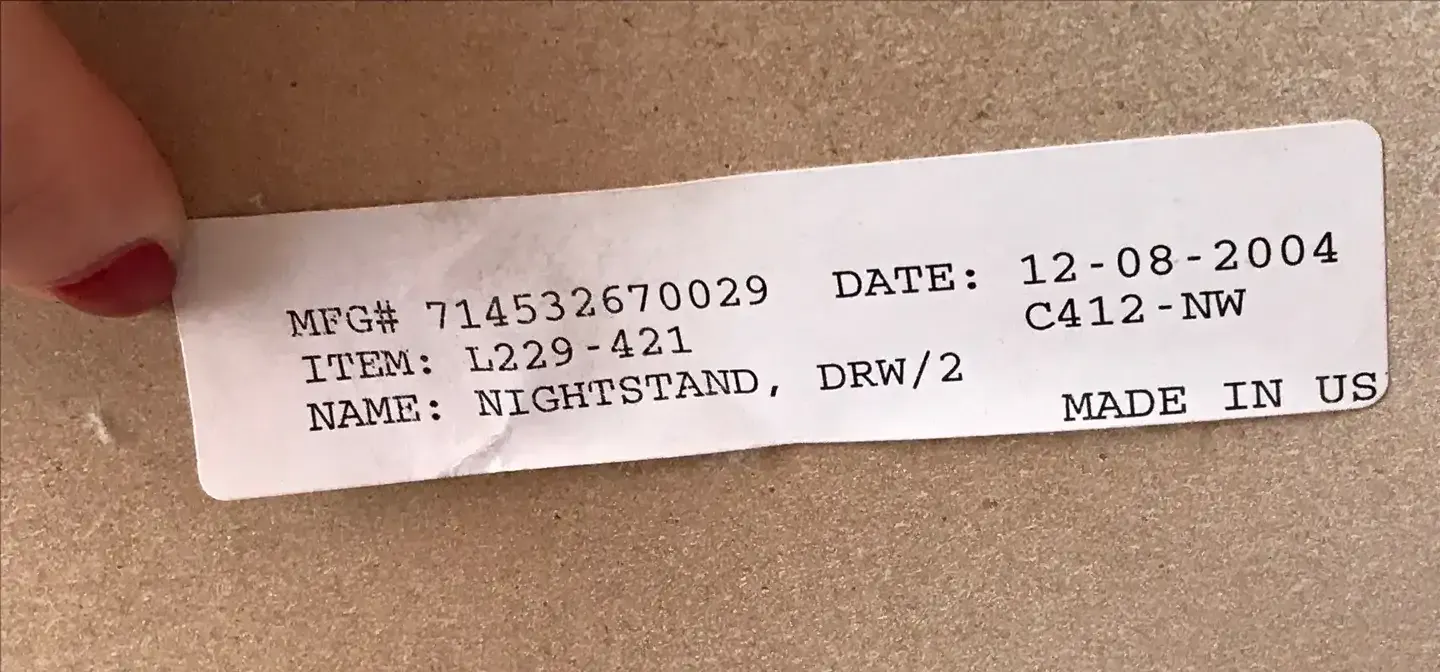 MFG# 714532670029 DATE: 12-08-2004
ITEM: L229-421 C412-NW
NAME: NIGHTSTAND, DRW/2
MADE IN US